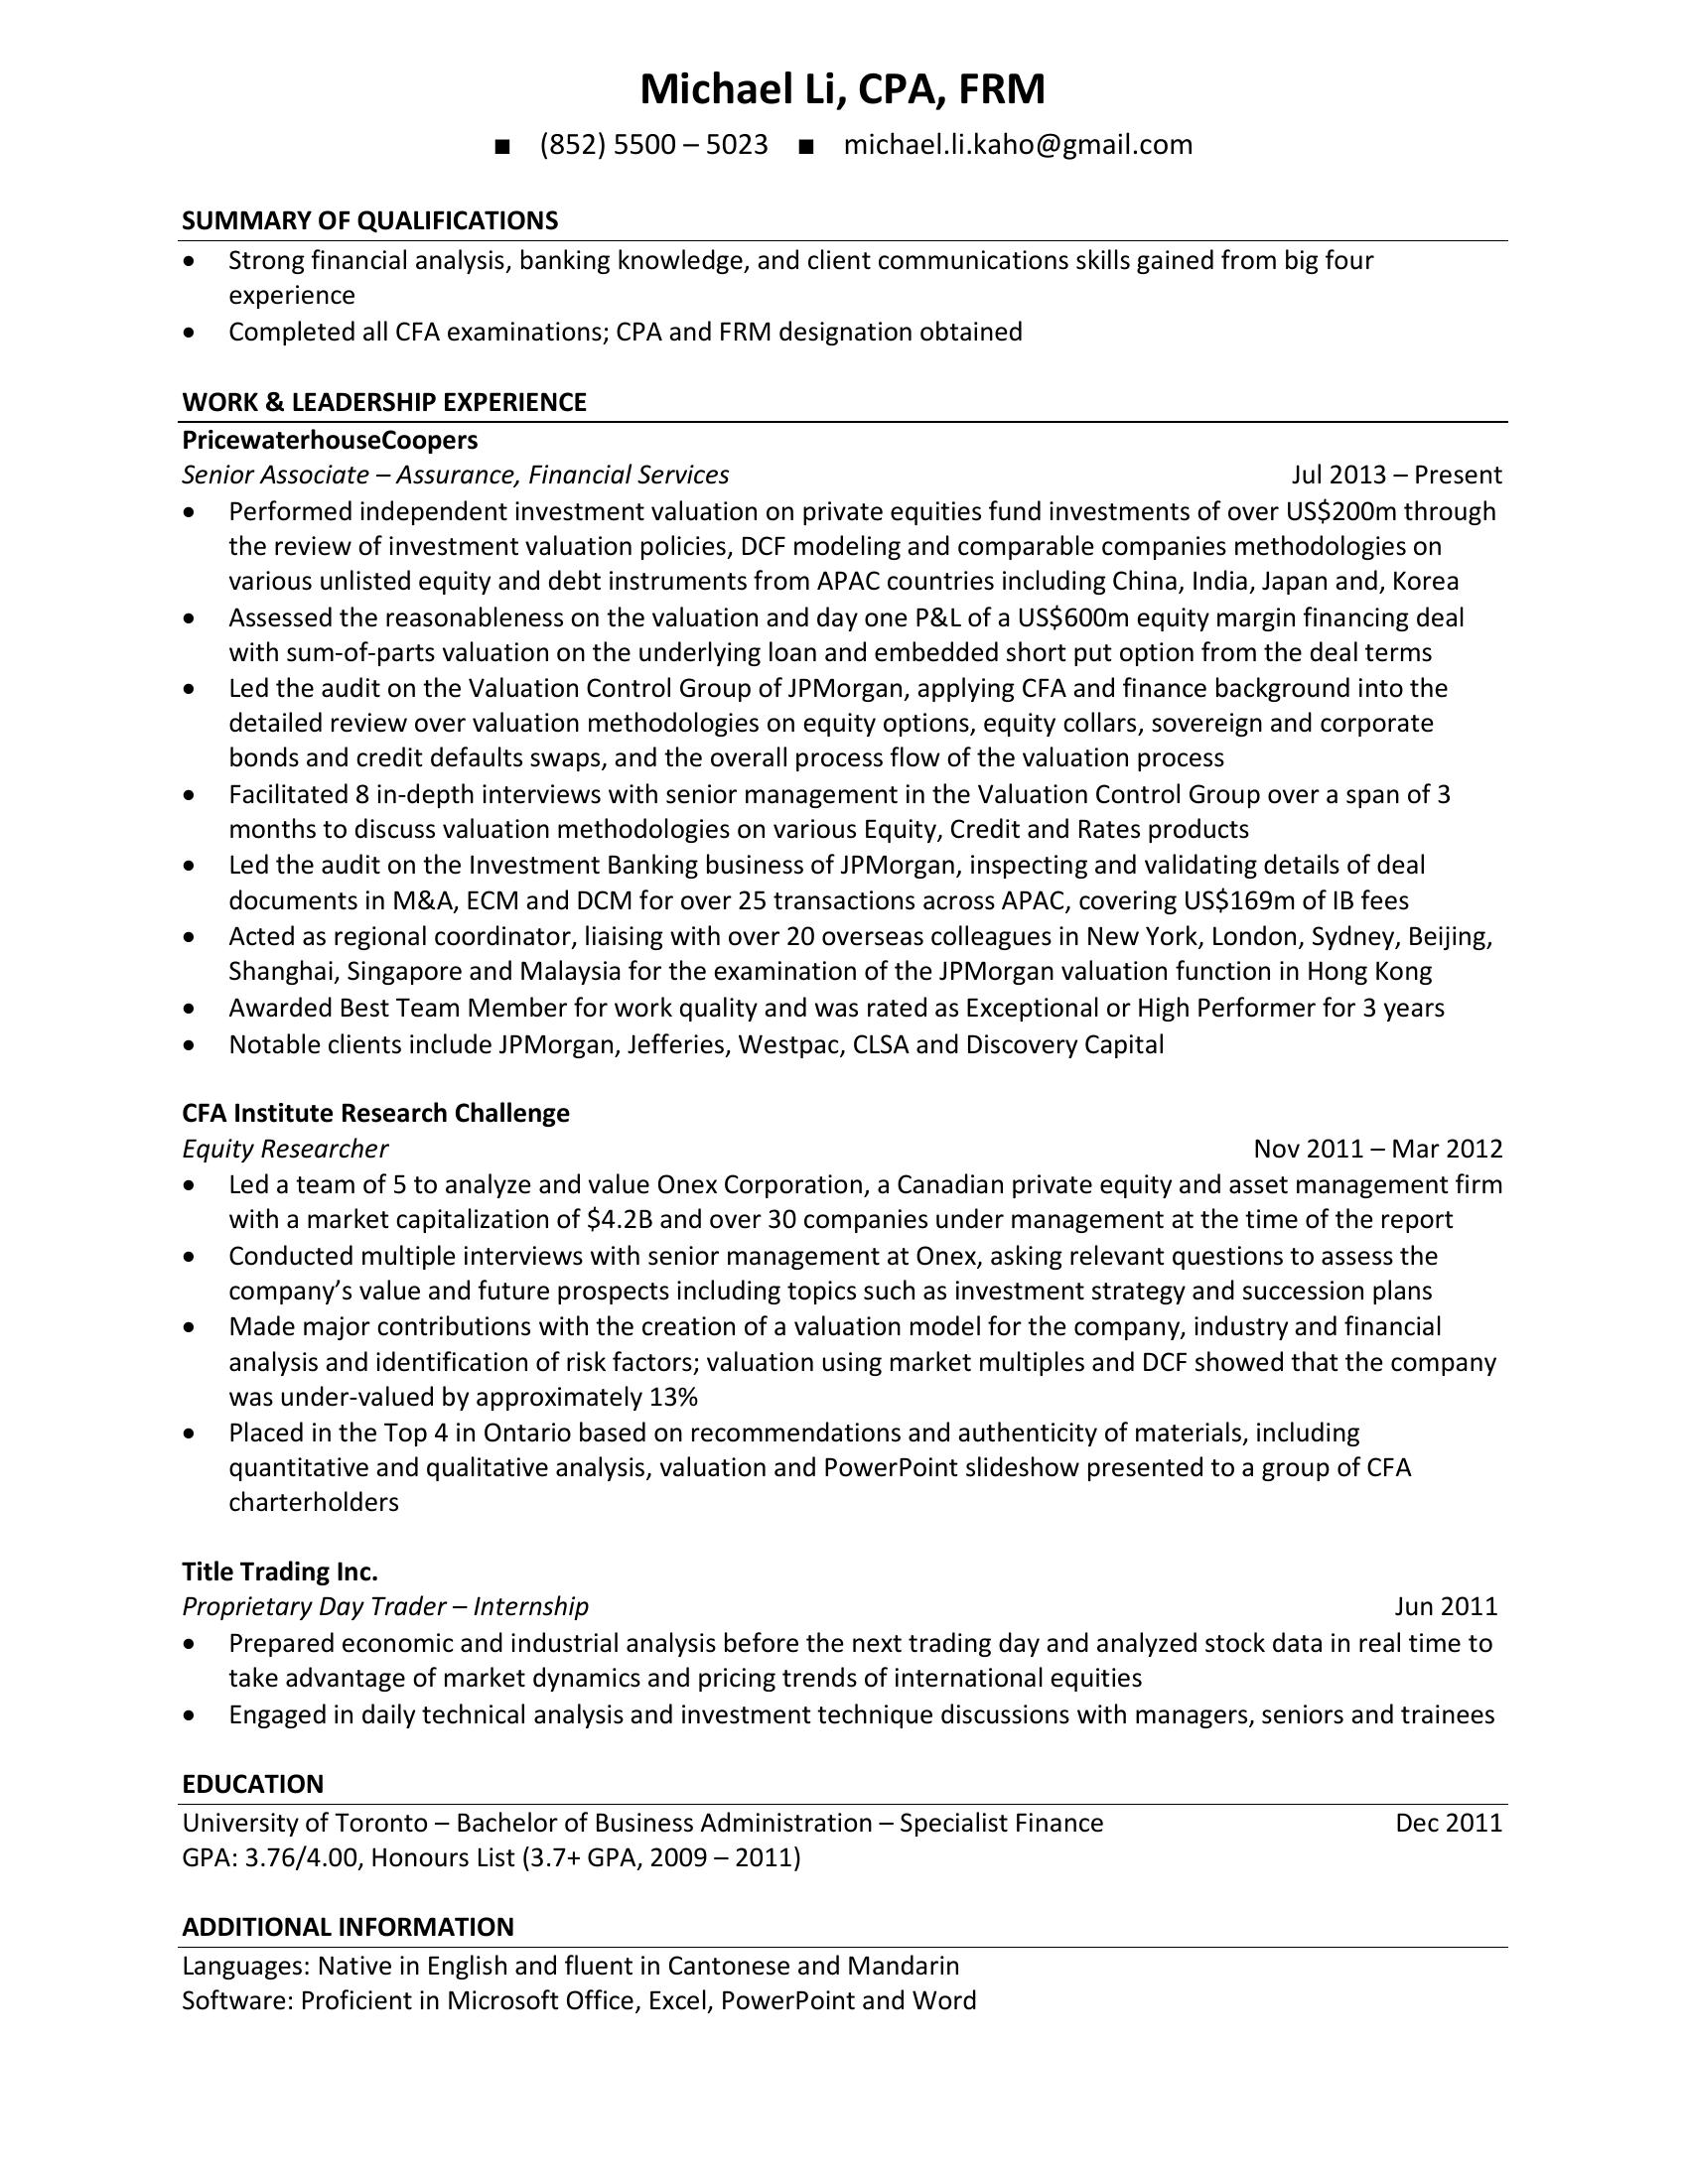 Michael Li, CPA, FRM
■ (852) 5500 – 5023 ■ michael.li.kaho@gmail.com
SUMMARY OF QUALIFICATIONS
• Strong financial analysis, banking knowledge, and client communications skills gained from big four
experience
• Completed all CFA examinations; CPA and FRM designation obtained
WORK & LEADERSHIP EXPERIENCE
PricewaterhouseCoopers
Senior Associate – Assurance, Financial Services Jul 2013 – Present
• Performed independent investment valuation on private equities fund investments of over US$200m through
the review of investment valuation policies, DCF modeling and comparable companies methodologies on
various unlisted equity and debt instruments from APAC countries including China, India, Japan and, Korea
• Assessed the reasonableness on the valuation and day one P&L of a US$600m equity margin financing deal
with sum-of-parts valuation on the underlying loan and embedded short put option from the deal terms
• Led the audit on the Valuation Control Group of JPMorgan, applying CFA and finance background into the
detailed review over valuation methodologies on equity options, equity collars, sovereign and corporate
bonds and credit defaults swaps, and the overall process flow of the valuation process
• Facilitated 8 in-depth interviews with senior management in the Valuation Control Group over a span of 3
months to discuss valuation methodologies on various Equity, Credit and Rates products
• Led the audit on the Investment Banking business of JPMorgan, inspecting and validating details of deal
documents in M&A, ECM and DCM for over 25 transactions across APAC, covering US$169m of IB fees
• Acted as regional coordinator, liaising with over 20 overseas colleagues in New York, London, Sydney, Beijing,
Shanghai, Singapore and Malaysia for the examination of the JPMorgan valuation function in Hong Kong
• Awarded Best Team Member for work quality and was rated as Exceptional or High Performer for 3 years
• Notable clients include JPMorgan, Jefferies, Westpac, CLSA and Discovery Capital
CFA Institute Research Challenge
Equity Researcher Nov 2011 – Mar 2012
• Led a team of 5 to analyze and value Onex Corporation, a Canadian private equity and asset management firm
with a market capitalization of $4.2B and over 30 companies under management at the time of the report
• Conducted multiple interviews with senior management at Onex, asking relevant questions to assess the
company’s value and future prospects including topics such as investment strategy and succession plans
• Made major contributions with the creation of a valuation model for the company, industry and financial
analysis and identification of risk factors; valuation using market multiples and DCF showed that the company
was under-valued by approximately 13%
• Placed in the Top 4 in Ontario based on recommendations and authenticity of materials, including
quantitative and qualitative analysis, valuation and PowerPoint slideshow presented to a group of CFA
charterholders
Title Trading Inc.
Proprietary Day Trader – Internship Jun 2011
• Prepared economic and industrial analysis before the next trading day and analyzed stock data in real time to
take advantage of market dynamics and pricing trends of international equities
• Engaged in daily technical analysis and investment technique discussions with managers, seniors and trainees
EDUCATION
University of Toronto – Bachelor of Business Administration – Specialist Finance Dec 2011
GPA: 3.76/4.00, Honours List (3.7+ GPA, 2009 – 2011)
ADDITIONAL INFORMATION
Languages: Native in English and fluent in Cantonese and Mandarin
Software: Proficient in Microsoft Office, Excel, PowerPoint and Word